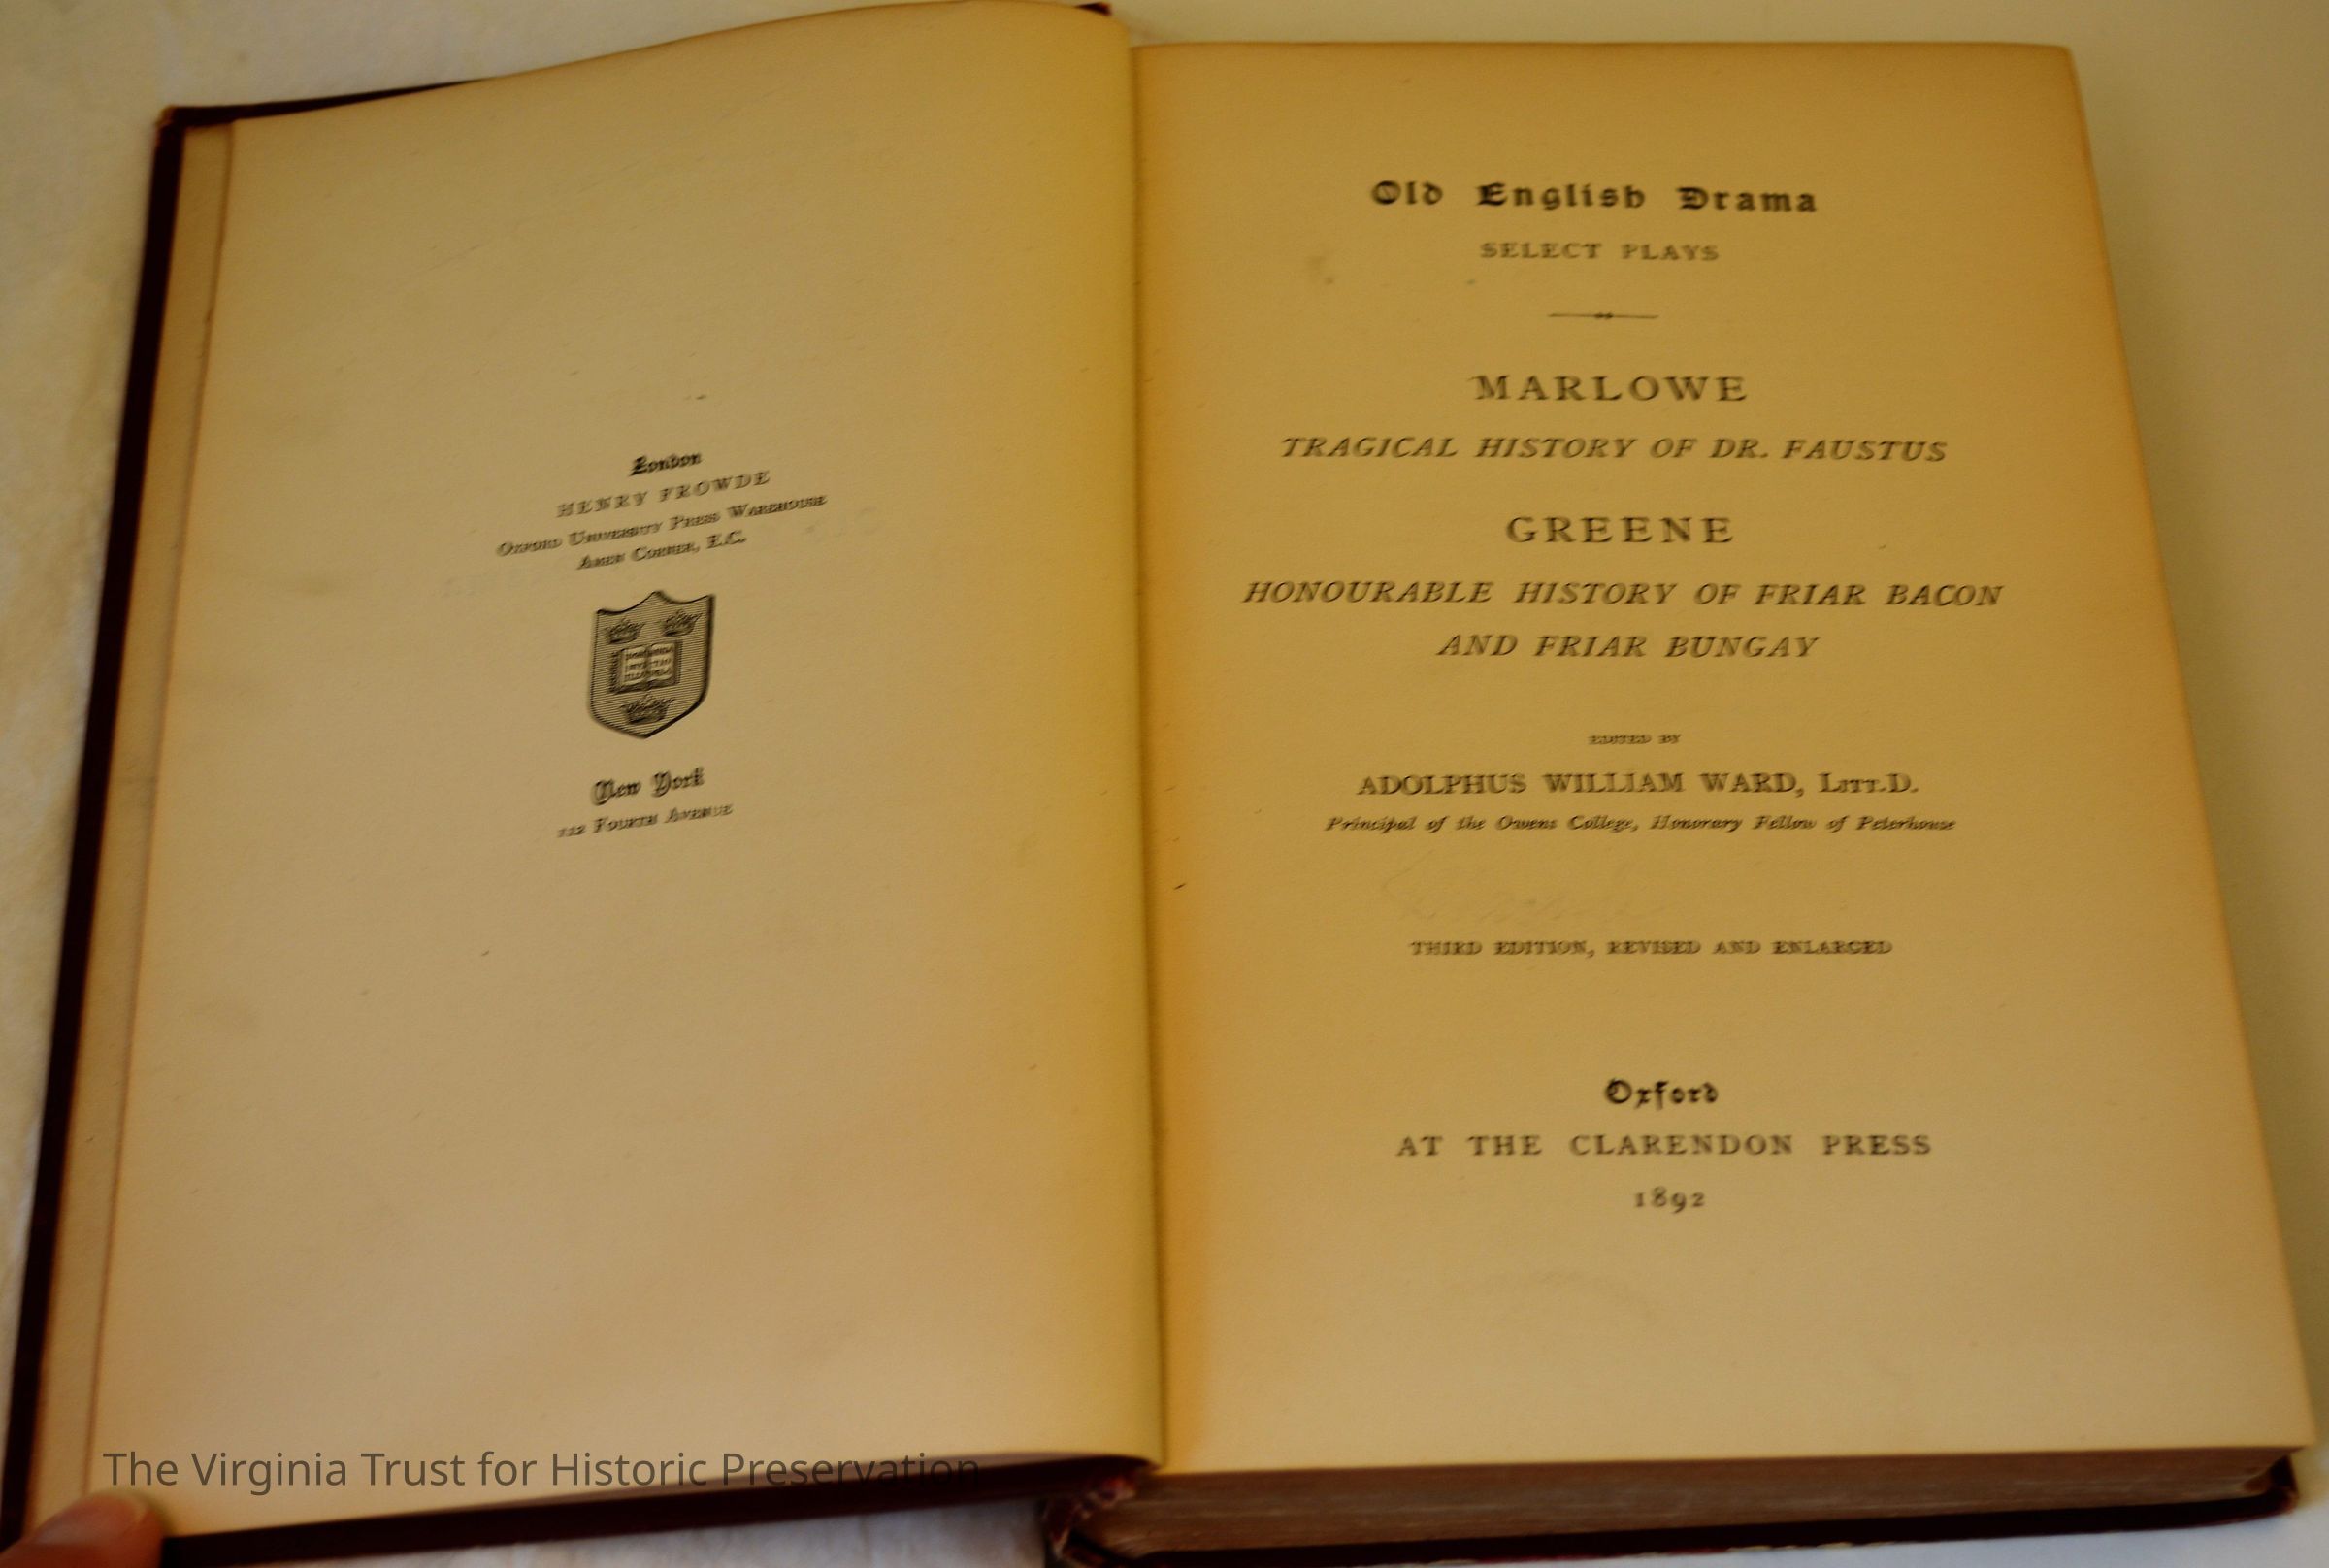 London
HENRY FROWDE
OXFORD UNIVERSITY PRESS WAREHOUSE
AMEN CORNER, E.C.
New York
112 FOURTH AVENUE
Old English Drama
SELECT PLAYS
MARLOWE
TRAGICAL HISTORY OF DR. FAUSTUS
GREENE
HONOURABLE HISTORY OF FRIAR BACON
AND FRIAR BUNGAY
EDITED BY
ADOLPHUS WILLIAM WARD, LITT.D.
Principal of the Owens College, Honorary Fellow of Peterhouse
THIRD EDITION, REVISED AND ENLARGED
Oxford
AT THE CLARENDON PRESS
1892
The Virginia Trust for Historic Preservation